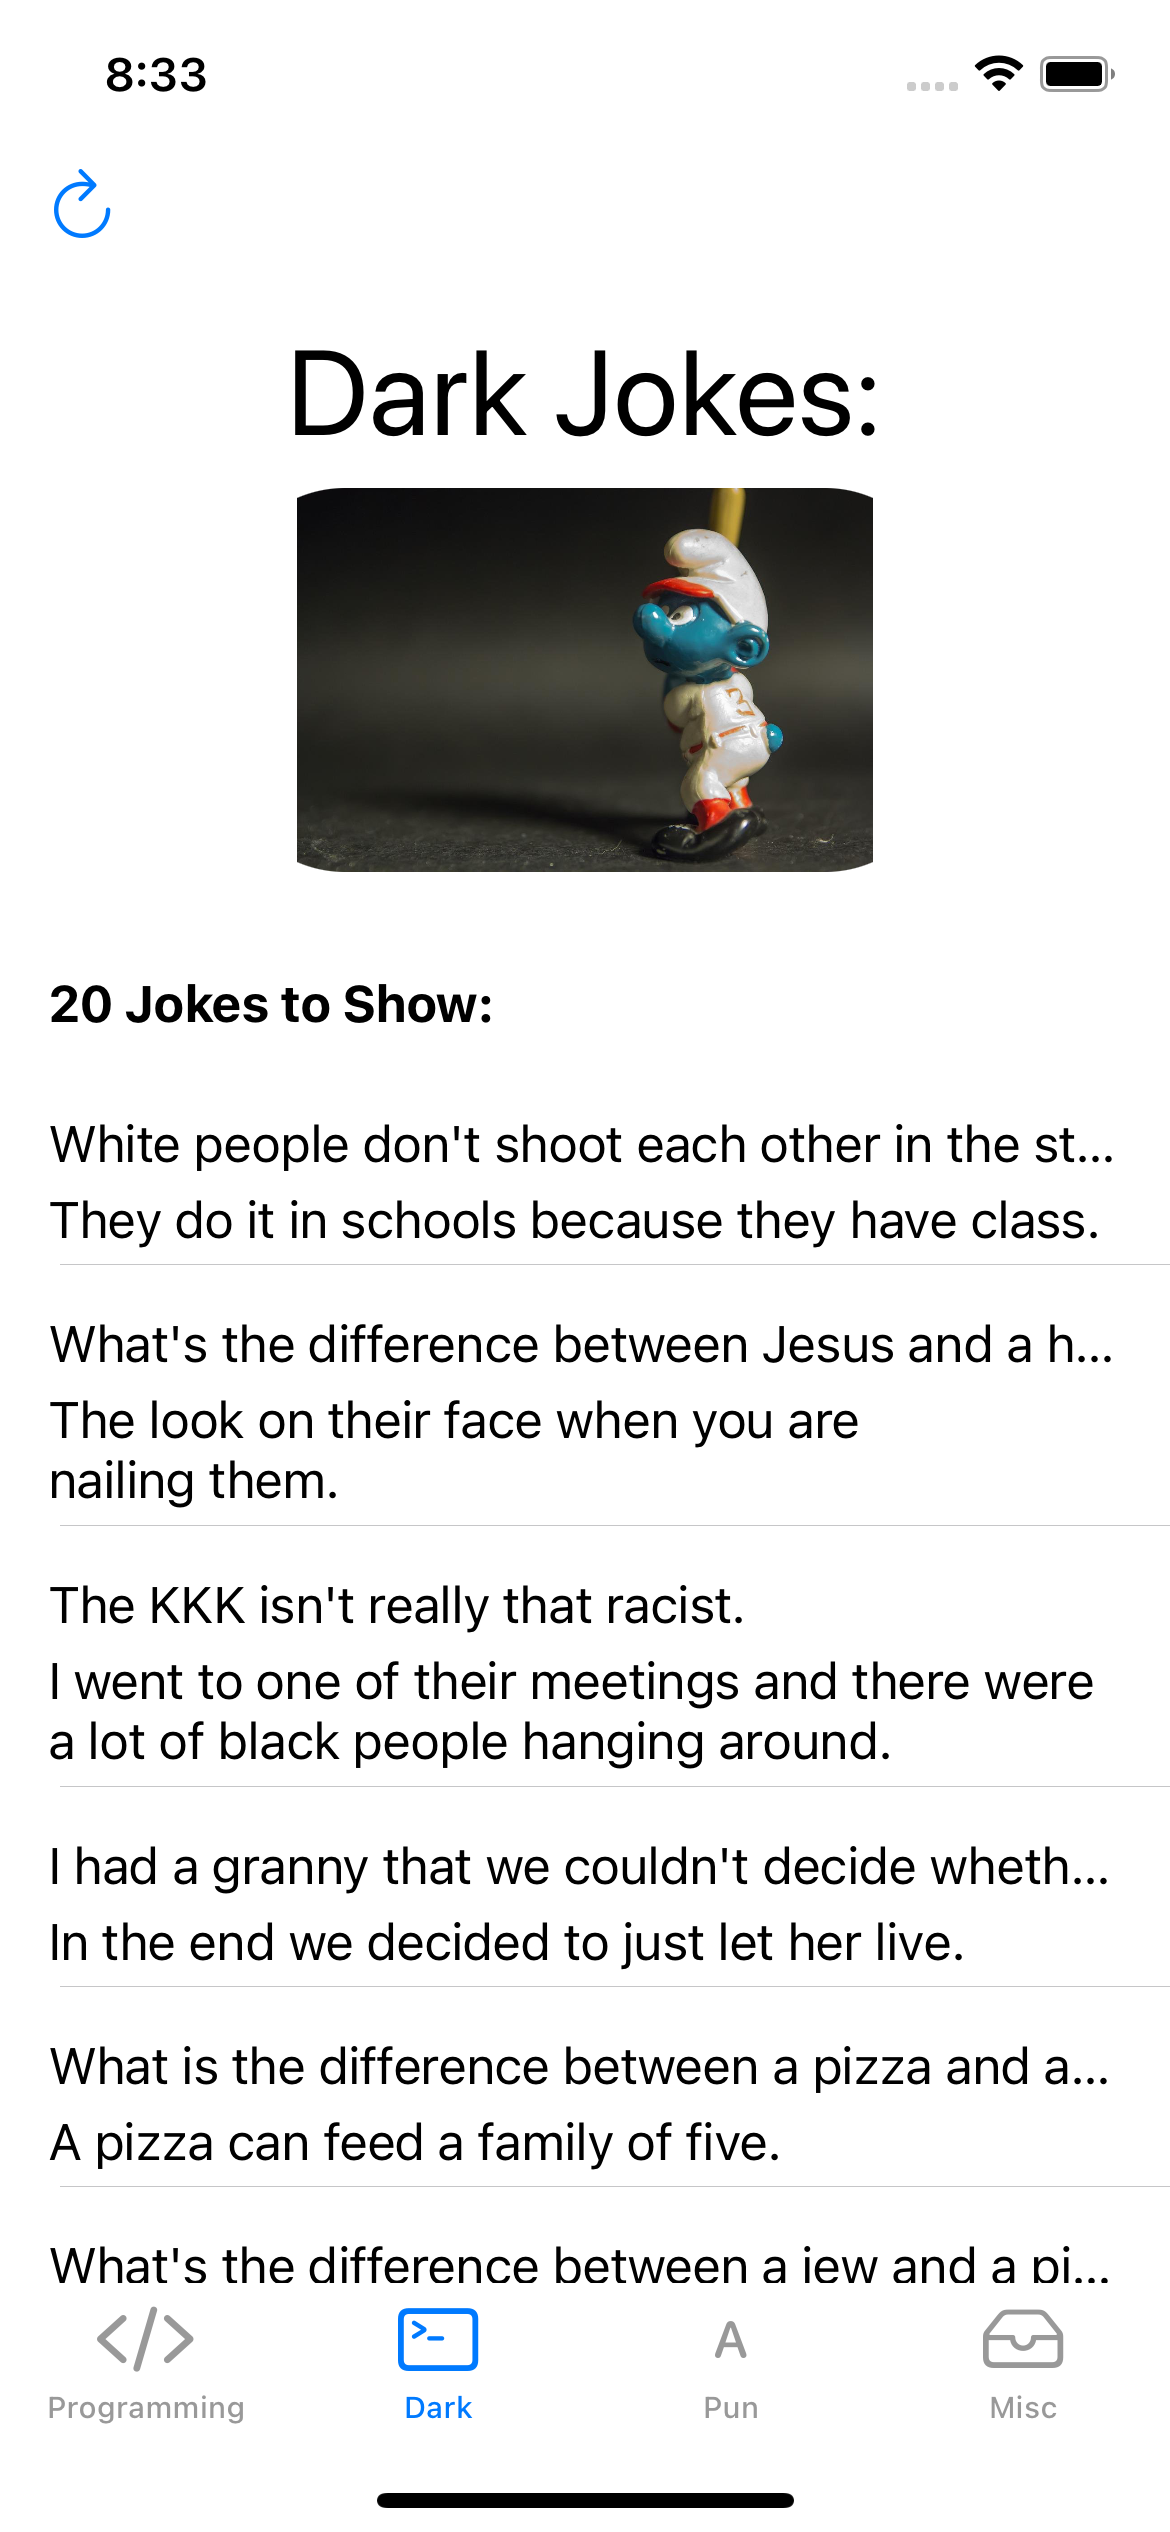 8:33
Dark Jokes:
20 Jokes to Show:
White people don't shoot each other in the st...
They do it in schools because they have class.
What's the difference between Jesus and a h...
The look on their face when you are
nailing them.
The KKK isn't really that racist.
I went to one of their meetings and there were
a lot of black people hanging around.
I had a granny that we couldn't decide wheth...
In the end we decided to just let her live.
What is the difference between a pizza and a...
A pizza can feed a family of five.
What's the difference between a jew and a pi...
Programming
Dark
Pun
Misc